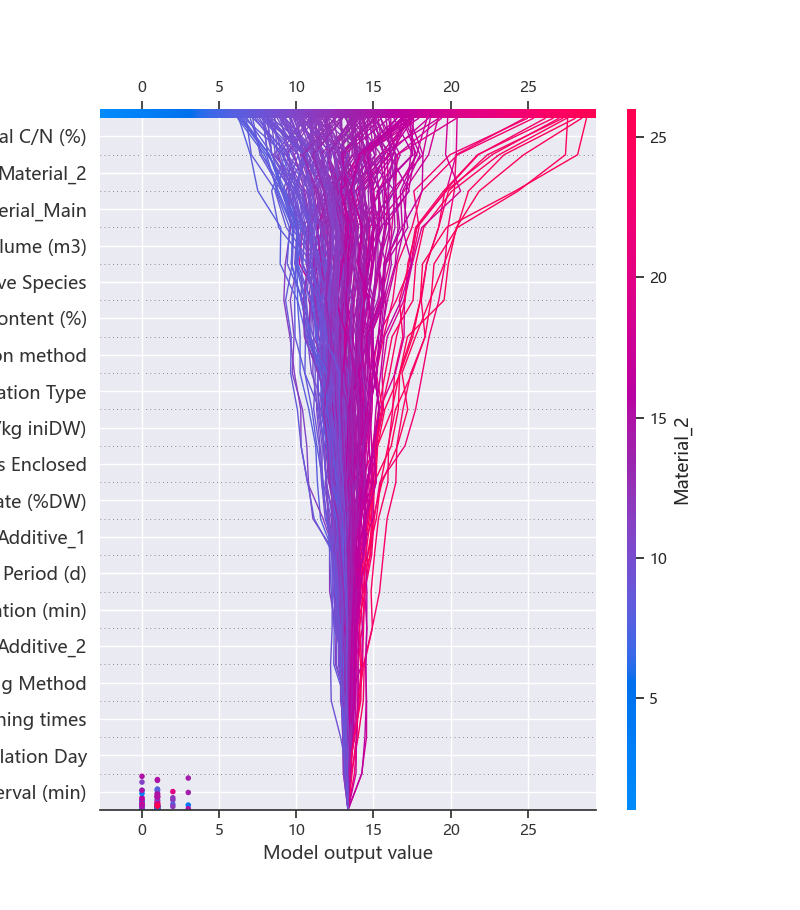 0 5 10 15 20 25
al C/N (%)
Material_2
erial_Main
lume (m3)
ve Species
ontent (%)
on method
ation Type
/kg iniDW)
s Enclosed
ate (%DW)
Additive_1
Period (d)
ation (min)
Additive_2
g Method
ning times
lation Day
erval (min)
0 5 10 15 20 25
Model output value
25
20
15
10
5
Material_2